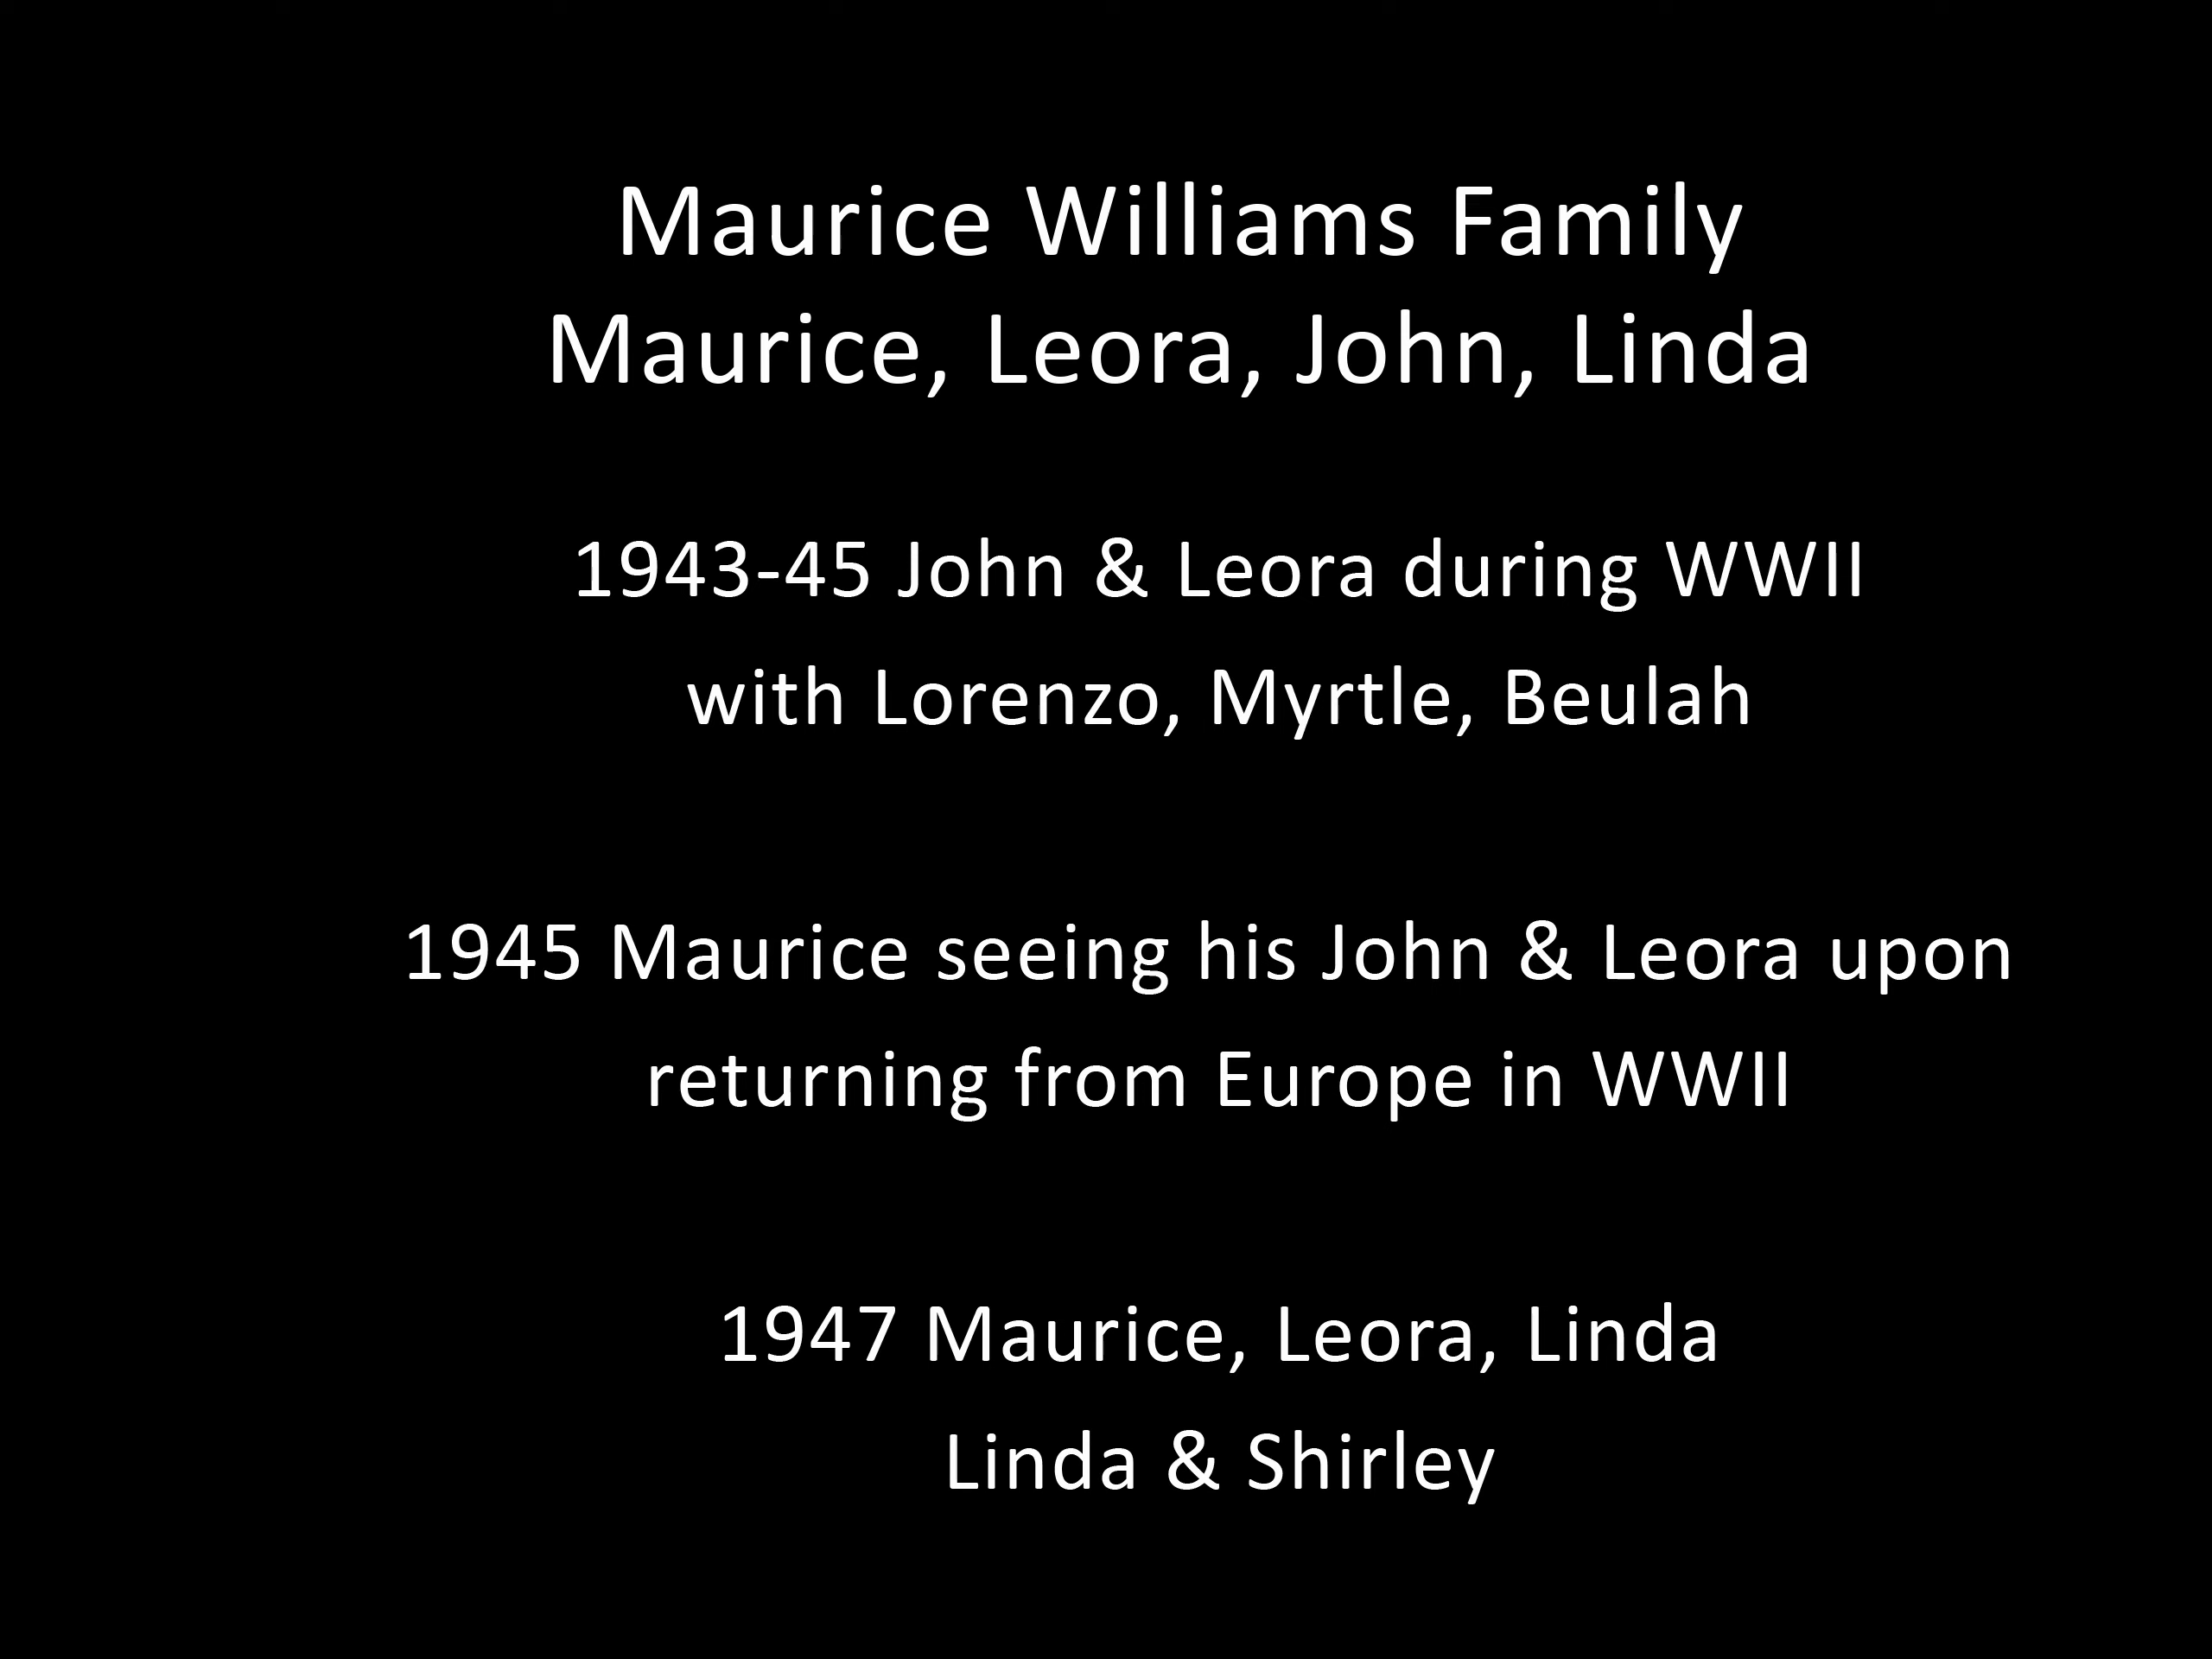 Maurice Williams Family
Maurice, Leora, John, Linda
1943-45 John & Leora during WWII
with Lorenzo, Myrtle, Beulah
1945 Maurice seeing his John & Leora upon
returning from Europe in WWII
1947 Maurice, Leora, Linda
Linda & Shirley